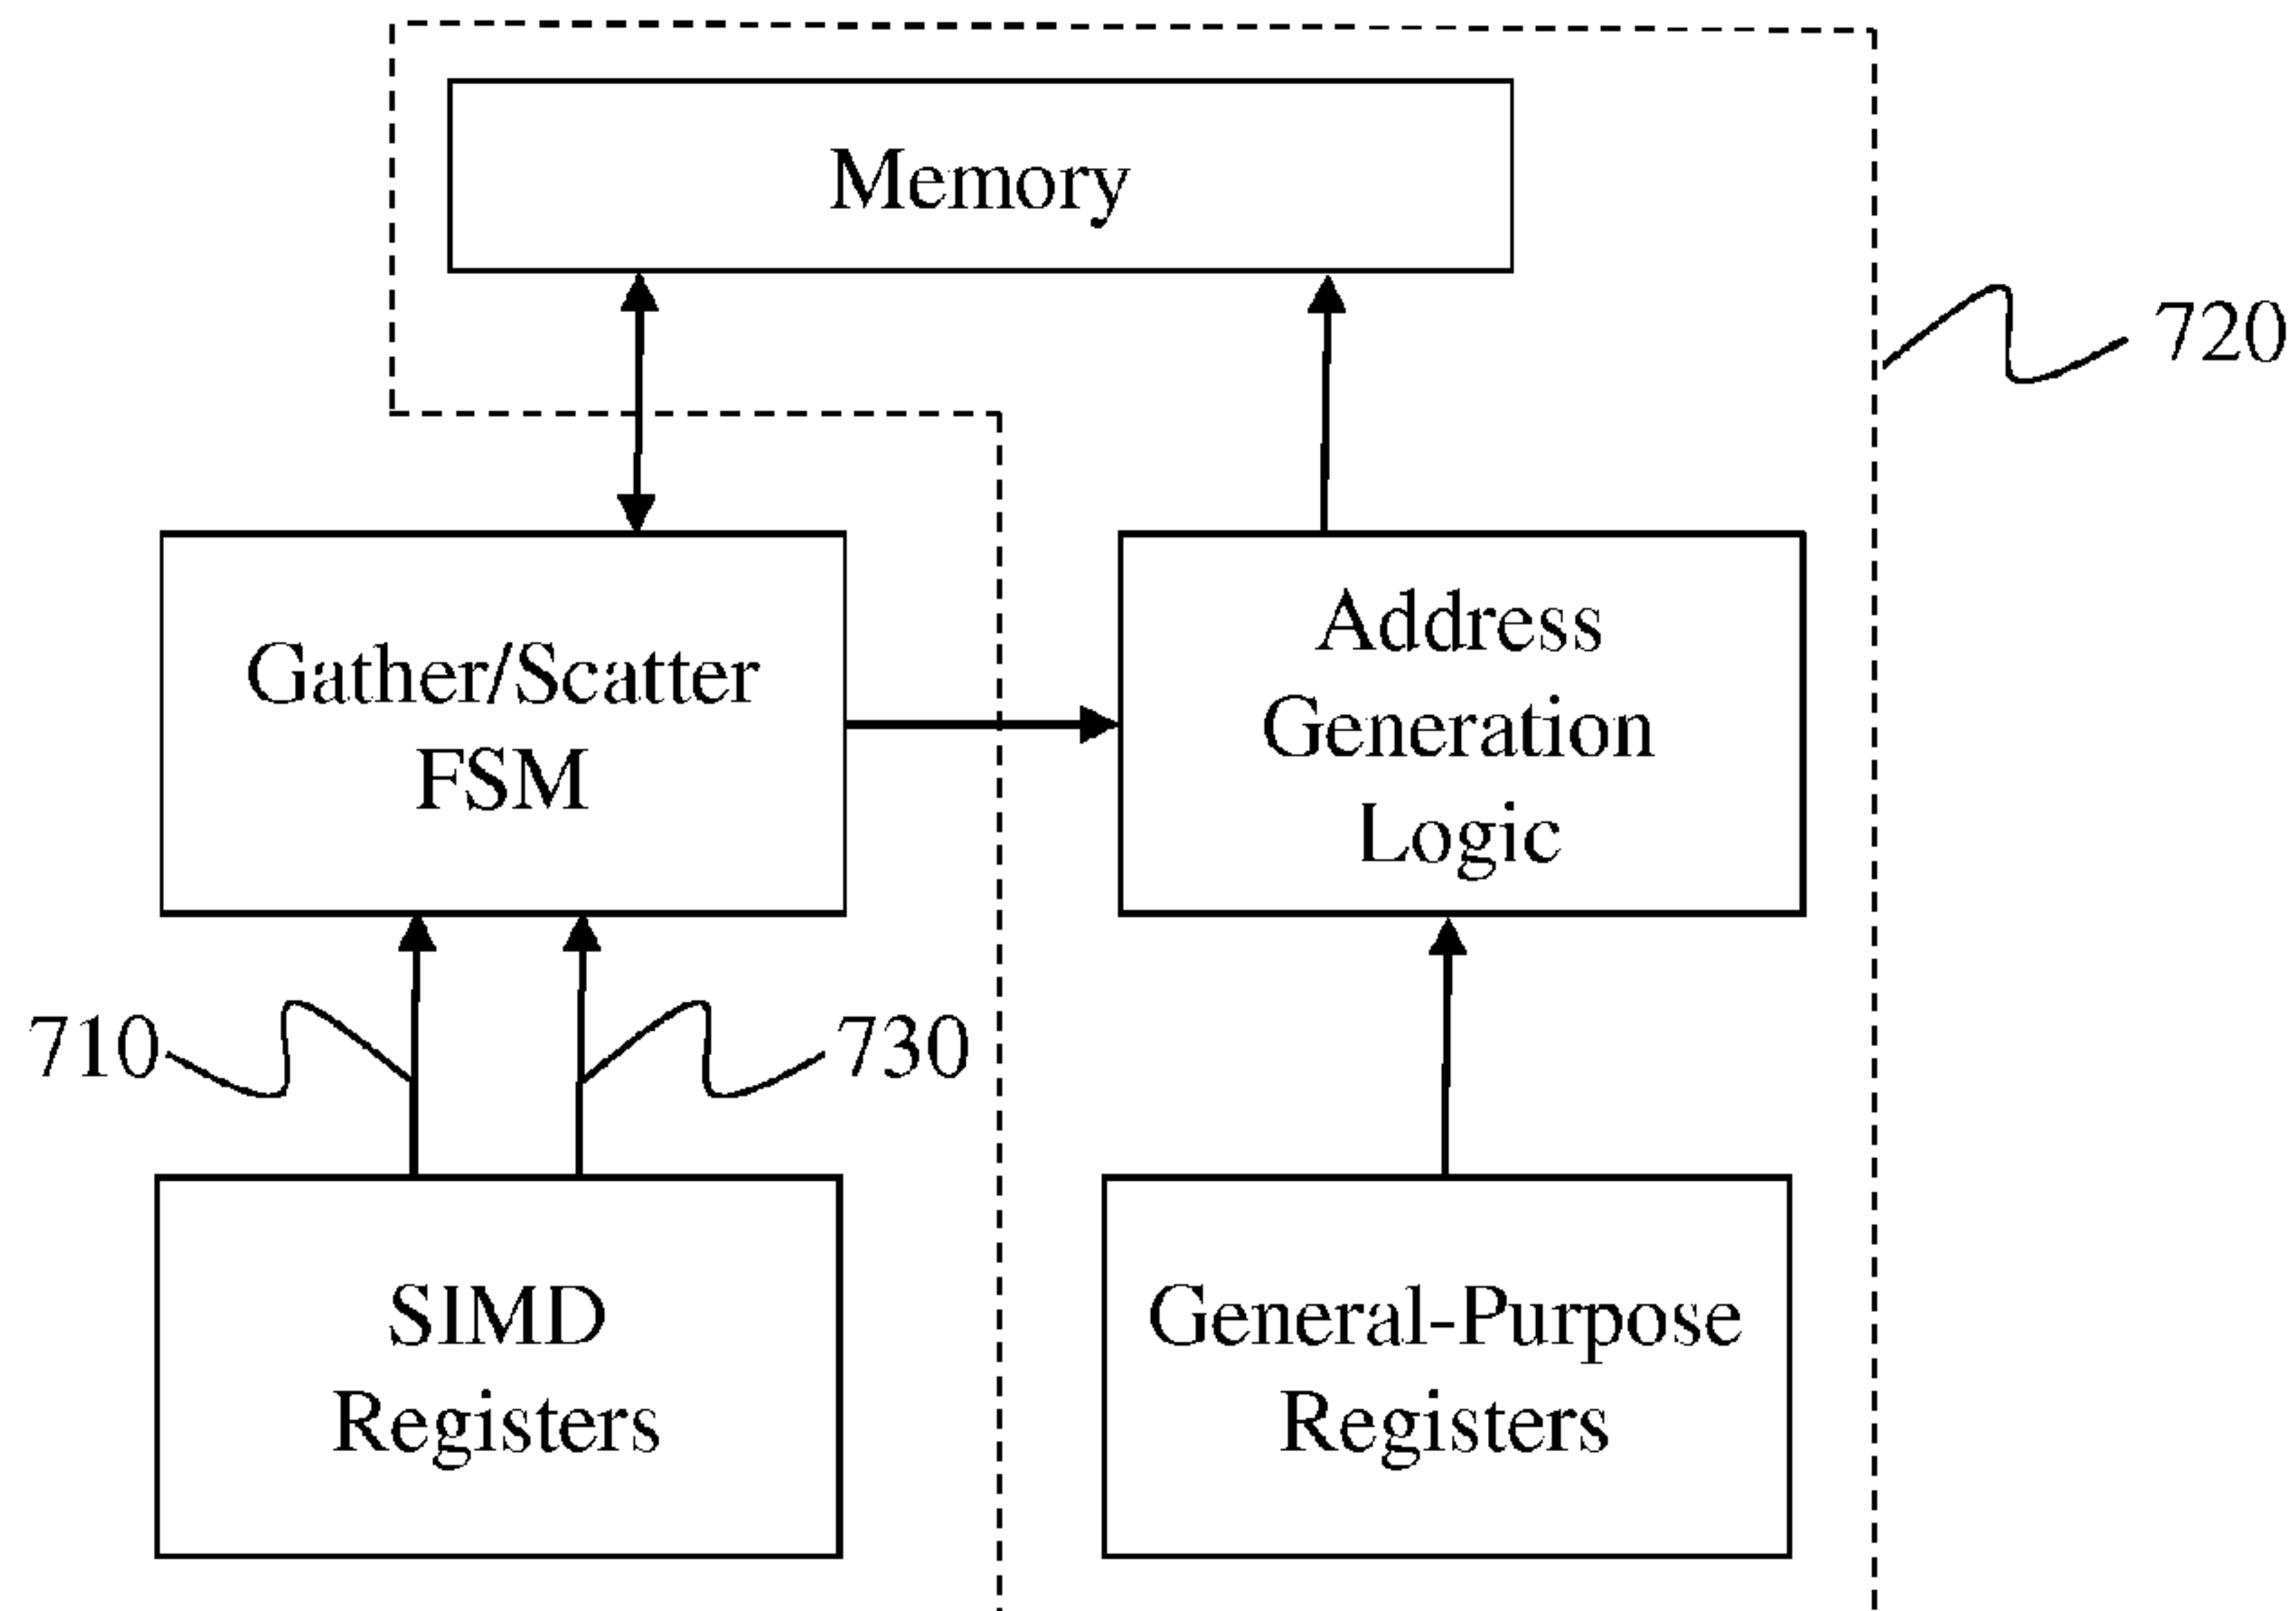 Memory
720
Gather/Scatter
FSM
Address
Generation
Logic
710
730
SIMD
Registers
General-Purpose
Registers